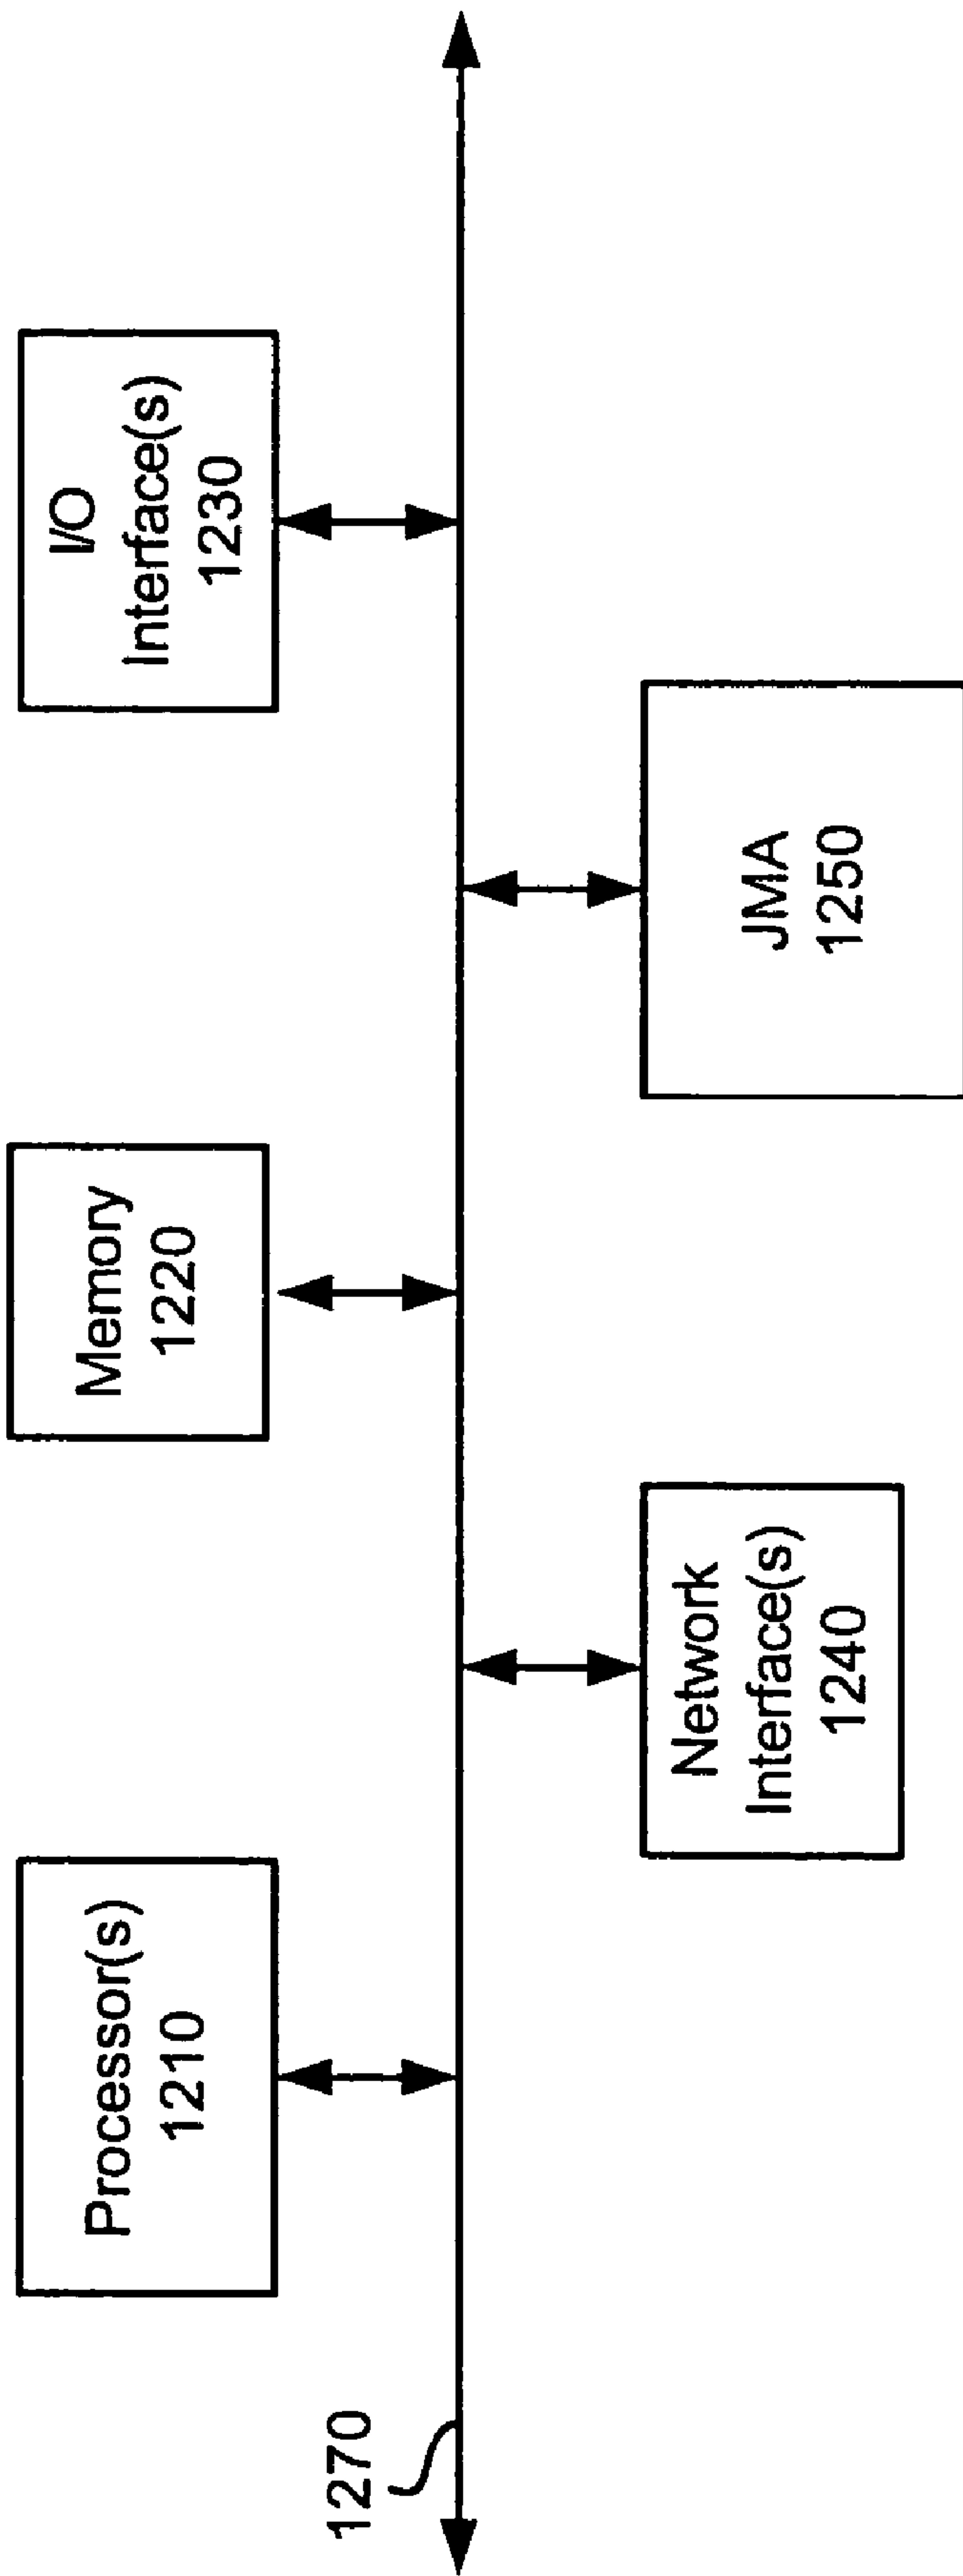 Processor(s)
1210
Memory
1220
I/O
Interface(s)
1230
1270
Network
Interface(s)
1240
JMA
1250